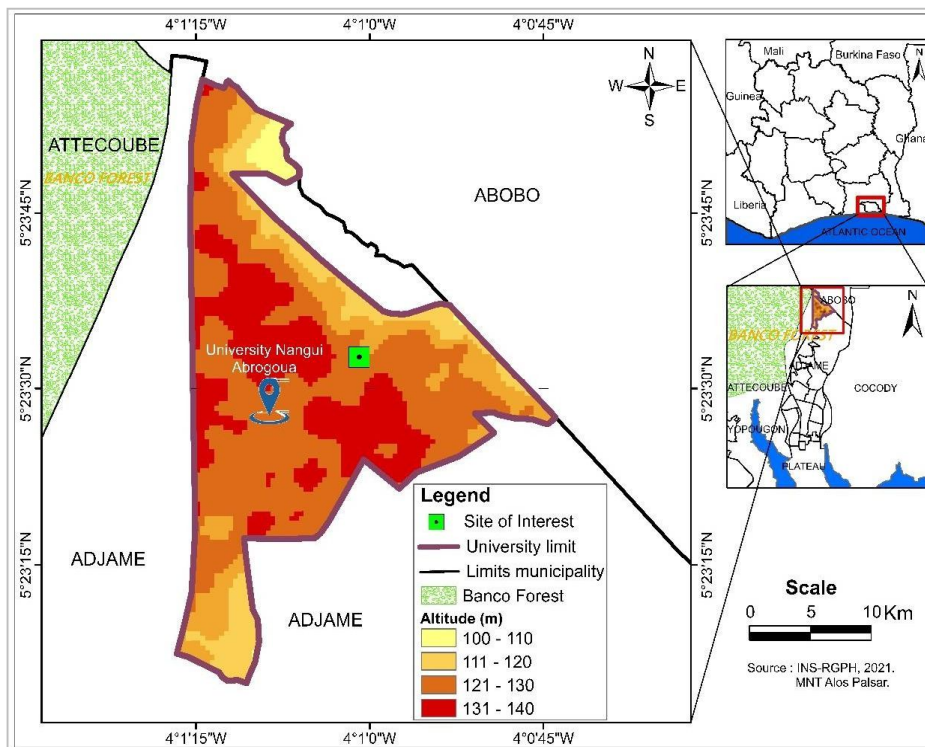 4°1'15"W
4°1'0"W
4°0'45"W
N
W
E
S
ATTECOUBE
BANCO FOREST
ABOBO
5°23'45"N
5°23'45"N
University Nangui
Abrogoua
5°23'30"N
5°23'30"N
5°23'15"N
5°23'15"N
ADJAME
ADJAME
Legend
Site of Interest
University limit
Limits municipality
Banco Forest
Altitude (m)
100 - 110
111 - 120
121 - 130
131 - 140
4°1'15"W
4°1'0"W
4°0'45"W
Mali
Burkina Faso
N
Guinea
Ghana
Liberia
ATLANTIC OCEAN
ABOBO
N
BANCO FOREST
ADJAME
ATTECOUBE
COCODY
YOPOUGON
PLATEAU
Scale
0 5 10 Km
Source : INS-RGPH, 2021.
MNT Alos Palsar.